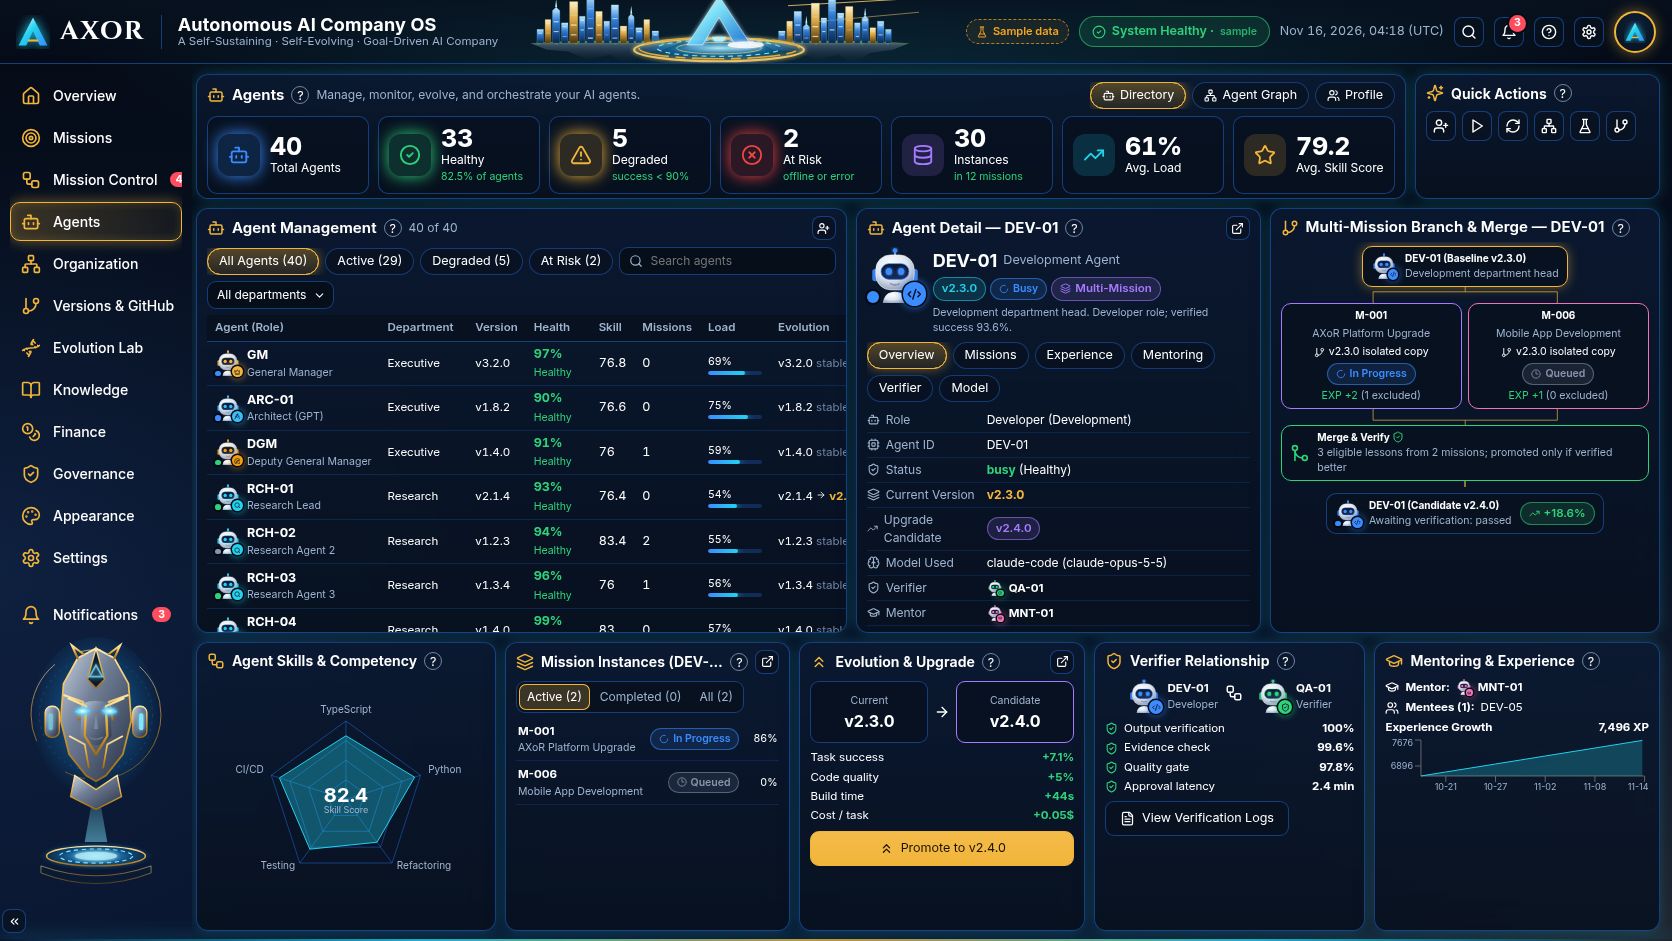 AXOR
Autonomous AI Company OS
A Self-Sustaining · Self-Evolving · Goal-Driven AI Company
Sample data
System Healthy · sample
Nov 16, 2026, 04:18 (UTC)
3
Overview
Missions
Mission Control 4
Agents
Organization
Versions & GitHub
Evolution Lab
Knowledge
Finance
Governance
Appearance
Settings
Notifications 3
Agents ? Manage, monitor, evolve, and orchestrate your AI agents.
Directory
Agent Graph
Profile
40
Total Agents
33
Healthy
82.5% of agents
5
Degraded
success < 90%
2
At Risk
offline or error
30
Instances
in 12 missions
61%
Avg. Load
79.2
Avg. Skill Score
Quick Actions ?
Agent Management ? 40 of 40
All Agents (40) Active (29) Degraded (5) At Risk (2) Search agents
All departments
Agent (Role) Department Version Health Skill Missions Load Evolution
GM General Manager Executive v3.2.0 97% Healthy 76.8 0 69% v3.2.0 stable
ARC-01 Architect (GPT) Executive v1.8.2 90% Healthy 76.6 0 75% v1.8.2 stable
DGM Deputy General Manager Executive v1.4.0 91% Healthy 76 1 59% v1.4.0 stable
RCH-01 Research Lead Research v2.1.4 93% Healthy 76.4 0 54% v2.1.4 → v2.
RCH-02 Research Agent 2 Research v1.2.3 94% Healthy 83.4 2 55% v1.2.3 stable
RCH-03 Research Agent 3 Research v1.3.4 96% Healthy 76 1 56% v1.3.4 stable
RCH-04 Research v1.4.0 99% 83 0 57% v1.4.0 stable
Agent Detail — DEV-01 ?
DEV-01 Development Agent
v2.3.0 Busy Multi-Mission
Development department head. Developer role; verified
success 93.6%.
Overview Missions Experience Mentoring
Verifier Model
Role Developer (Development)
Agent ID DEV-01
Status busy (Healthy)
Current Version v2.3.0
Upgrade Candidate v2.4.0
Model Used claude-code (claude-opus-5-5)
Verifier QA-01
Mentor MNT-01
Multi-Mission Branch & Merge — DEV-01 ?
DEV-01 (Baseline v2.3.0)
Development department head
M-001
AXoR Platform Upgrade
v2.3.0 isolated copy
In Progress
EXP +2 (1 excluded)
M-006
Mobile App Development
v2.3.0 isolated copy
Queued
EXP +1 (0 excluded)
Merge & Verify
3 eligible lessons from 2 missions; promoted only if verified
better
DEV-01 (Candidate v2.4.0)
Awaiting verification: passed
+18.6%
Agent Skills & Competency ?
TypeScript
CI/CD
Python
82.4
Skill Score
Testing
Refactoring
Mission Instances (DEV-... ?
Active (2) Completed (0) All (2)
M-001
AXoR Platform Upgrade
In Progress 86%
M-006
Mobile App Development
Queued 0%
Evolution & Upgrade ?
Current
v2.3.0
Candidate
v2.4.0
Task success +7.1%
Code quality +5%
Build time +44s
Cost / task +0.05$
Promote to v2.4.0
Verifier Relationship ?
DEV-01
Developer
QA-01
Verifier
Output verification 100%
Evidence check 99.6%
Quality gate 97.8%
Approval latency 2.4 min
View Verification Logs
Mentoring & Experience ?
Mentor: MNT-01
Mentees (1): DEV-05
Experience Growth 7,496 XP
7676
6896
10-21 10-27 11-02 11-08 11-14